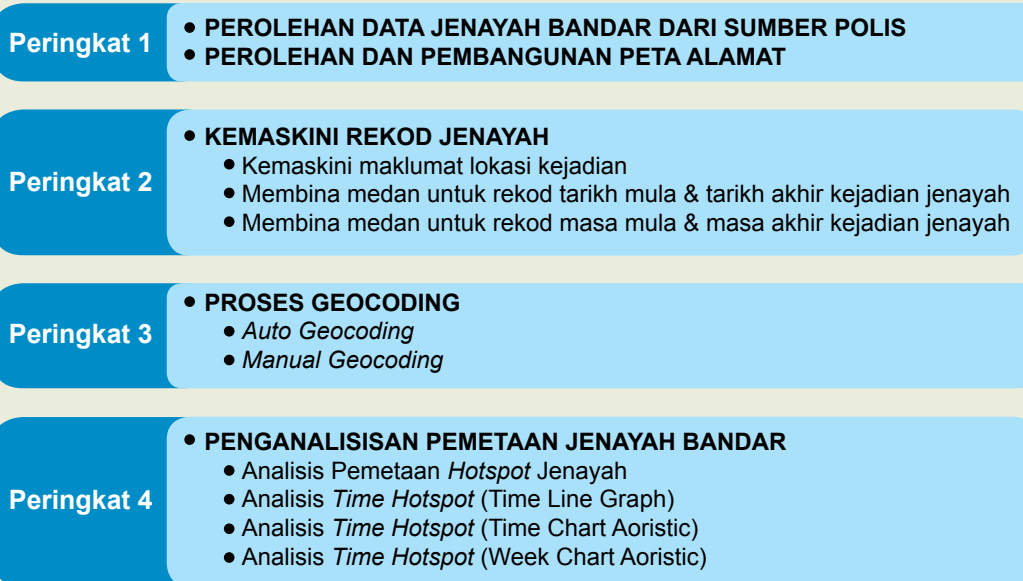 Peringkat 1
• PEROLEHAN DATA JENAYAH BANDAR DARI SUMBER POLIS
• PEROLEHAN DAN PEMBANGUNAN PETA ALAMAT
Peringkat 2
• KEMASKINI REKOD JENAYAH
• Kemaskini maklumat lokasi kejadian
• Membina medan untuk rekod tarikh mula & tarikh akhir kejadian jenayah
• Membina medan untuk rekod masa mula & masa akhir kejadian jenayah
Peringkat 3
• PROSES GEOCODING
• Auto Geocoding
• Manual Geocoding
Peringkat 4
• PENGANALISISAN PEMETAAN JENAYAH BANDAR
• Analisis Pemetaan Hotspot Jenayah
• Analisis Time Hotspot (Time Line Graph)
• Analisis Time Hotspot (Time Chart Aoristic)
• Analisis Time Hotspot (Week Chart Aoristic)